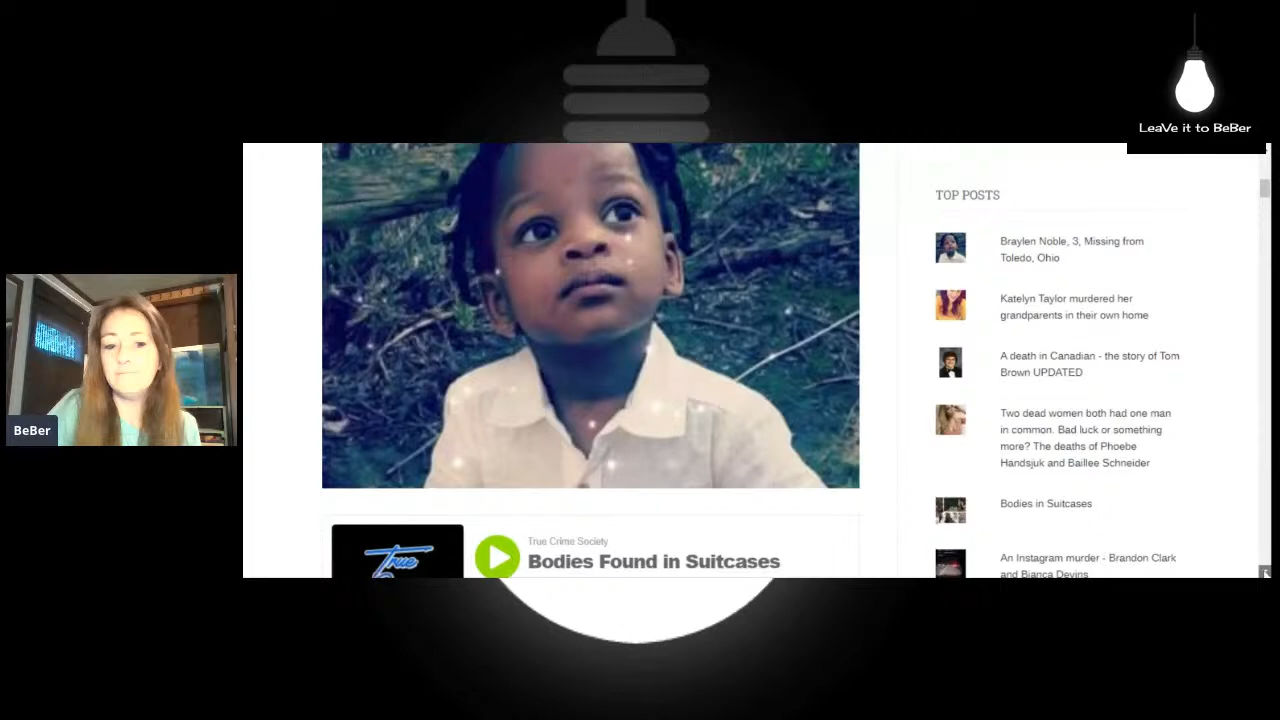 LeaVe it to BeBer
TOP POSTS
Braylen Noble, 3, Missing from
Toledo, Ohio
Katelyn Taylor murdered her
grandparents in their own home
A death in Canadian - the story of Tom
Brown UPDATED
Two dead women both had one man
in common. Bad luck or something
more? The deaths of Phoebe
Handsjuk and Baillee Schneider
Bodies in Suitcases
An Instagram murder - Brandon Clark
and Bianca Devins
BeBer
True
True Crime Society
Bodies Found in Suitcases